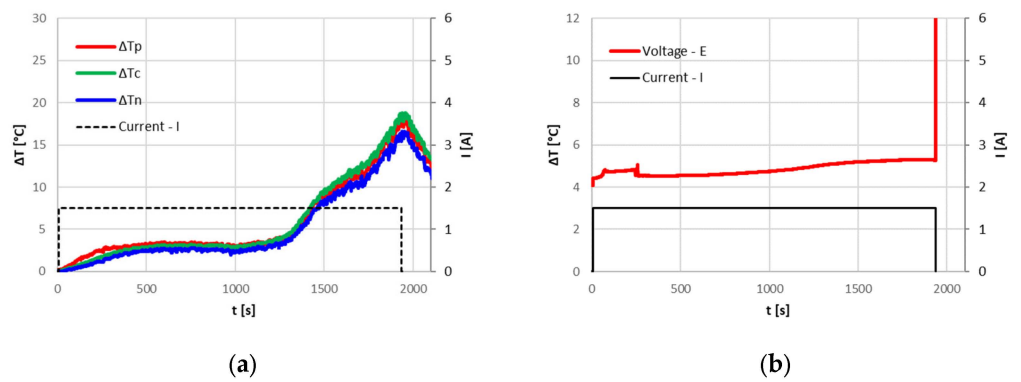 30
25
20
15
10
5
0
ΔT [°C]
ΔTp
ΔTc
ΔTn
Current - I
6
5
4
3
2
1
0
I [A]
0
500
1000
1500
2000
t [s]
(a)
12
10
8
6
4
2
0
ΔT [°C]
Voltage - E
Current - I
6
5
4
3
2
1
0
I [A]
0
500
1000
1500
2000
t [s]
(b)